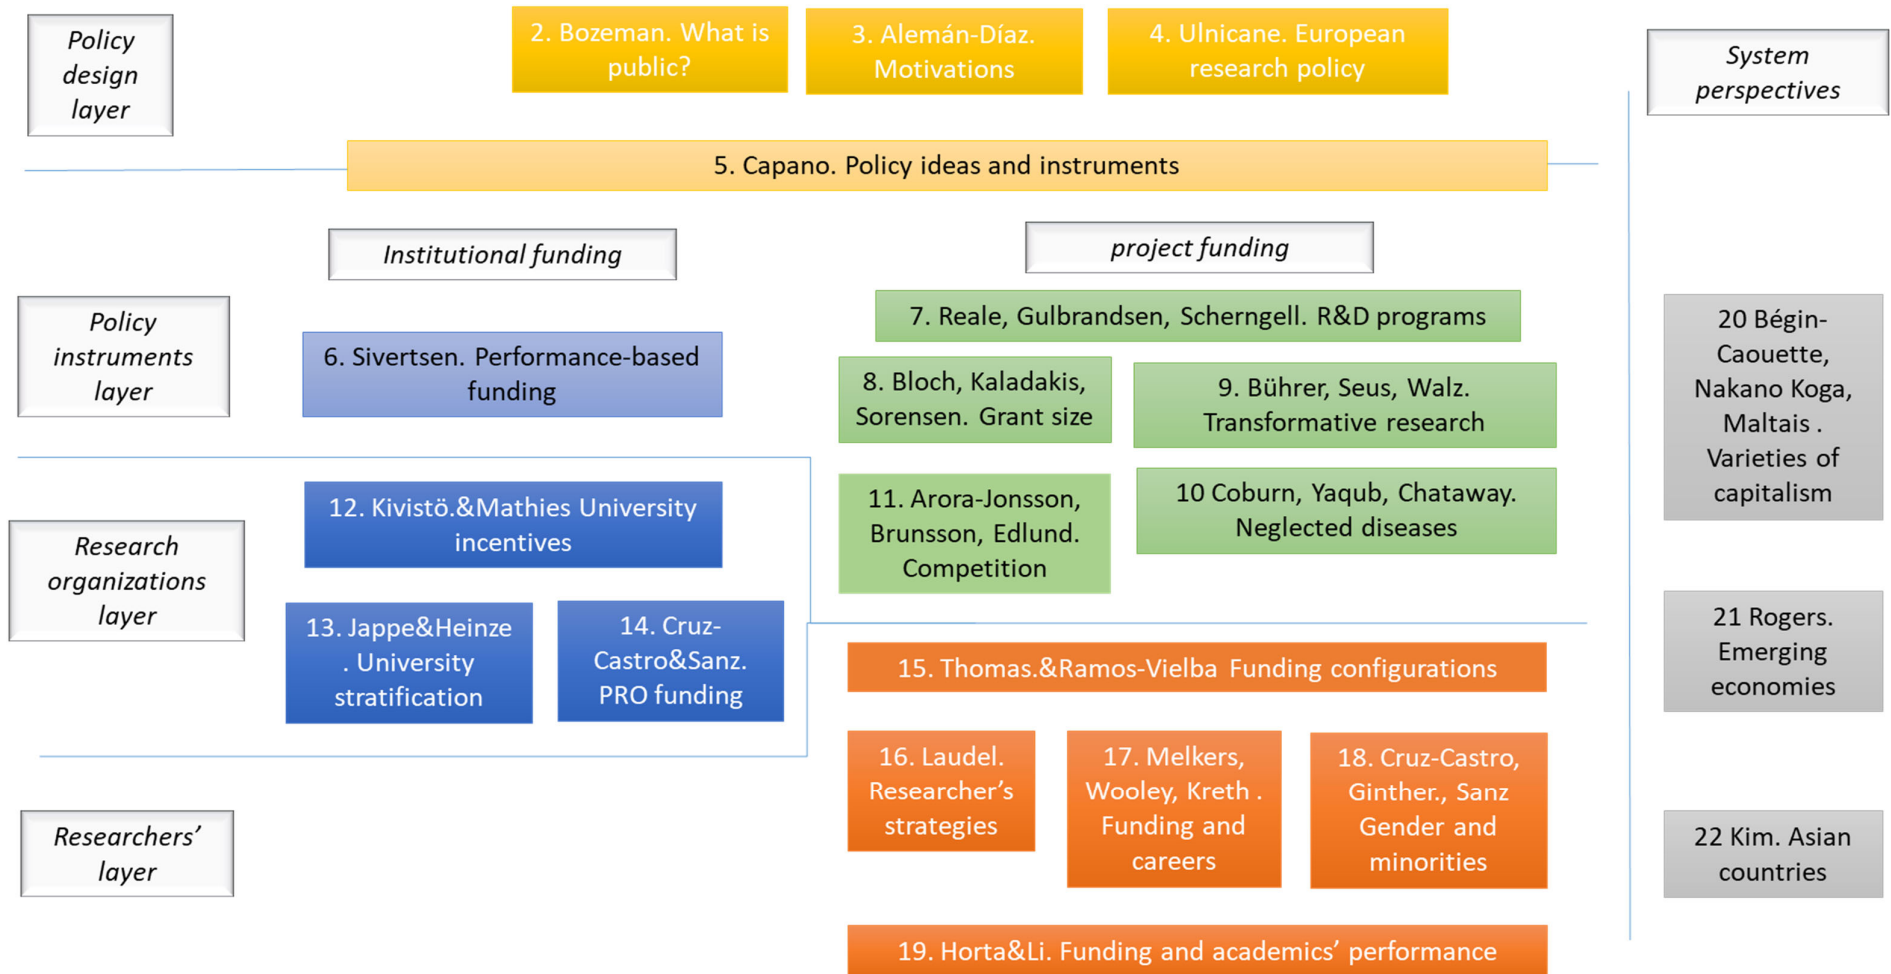 Policy
design
layer
2. Bozeman. What is
public?
3. Alemán-Díaz.
Motivations
4. Ulnicane. European
research policy
System
perspectives
5. Capano. Policy ideas and instruments
Institutional funding
project funding
Policy
instruments
layer
6. Sivertsen. Performance-based
funding
7. Reale, Gulbrandsen, Scherngell. R&D programs
8. Bloch, Kaladakis,
Sorensen. Grant size
9. Bührer, Seus, Walz.
Transformative research
20 Bégin-
Caouette,
Nakano Koga,
Maltais .
Varieties of
capitalism
Research
organizations
layer
12. Kivistö.&Mathies University
incentives
11. Arora-Jonsson,
Brunsson, Edlund.
Competition
10 Coburn, Yaqub, Chataway.
Neglected diseases
13. Jappe&Heinze
. University
stratification
14. Cruz-
Castro&Sanz.
PRO funding
21 Rogers.
Emerging
economies
15. Thomas.&Ramos-Vielba Funding configurations
Researchers’
layer
16. Laudel.
Researcher’s
strategies
17. Melkers,
Wooley, Kreth .
Funding and
careers
18. Cruz-Castro,
Ginther., Sanz
Gender and
minorities
22 Kim. Asian
countries
19. Horta&Li. Funding and academics’ performance